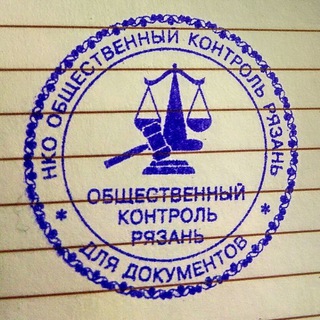 НКО ОБЩЕСТВЕННЫЙ КОНТРОЛЬ РЯЗАНЬ
ОБЩЕСТВЕННЫЙ
КОНТРОЛЬ
РЯЗАНЬ
* ДЛЯ ДОКУМЕНТОВ *